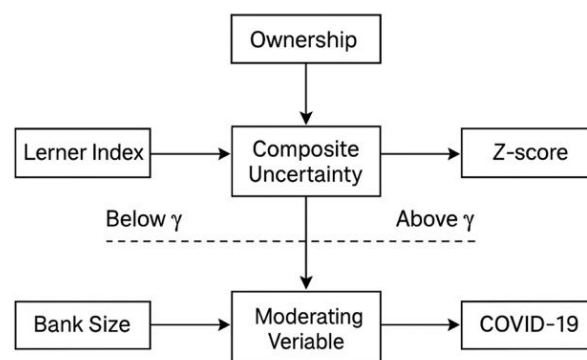 Ownership
Lerner Index
Composite
Uncertainty
Z-score
Below γ
Above γ
Bank Size
Moderating
Veriable
COVID-19